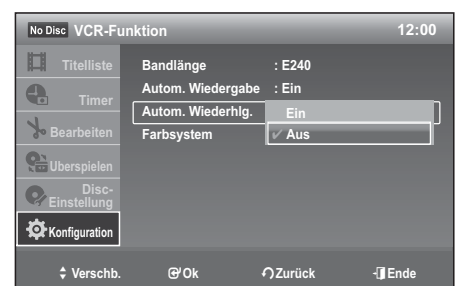 No Disc VCR-Funktion 12:00
Titelliste
Timer
Bearbeiten
Uberspielen
Disc-
Einstellung
Konfiguration
Bandlänge : E240
Autom. Wiedergabe : Ein
Autom. Wiederhlg. Ein
Farbsystem ✔ Aus
Verschb. Ok Zurück Ende